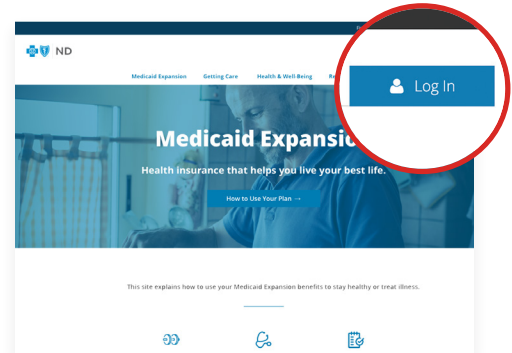 ND
Log In
Medicaid Expansion Getting Care Health & Well-Being
Medicaid Expansion
Health insurance that helps you live your best life.
How to Use Your Plan →
This site explains how to use your Medicaid Expansion benefits to stay healthy or treat illness.